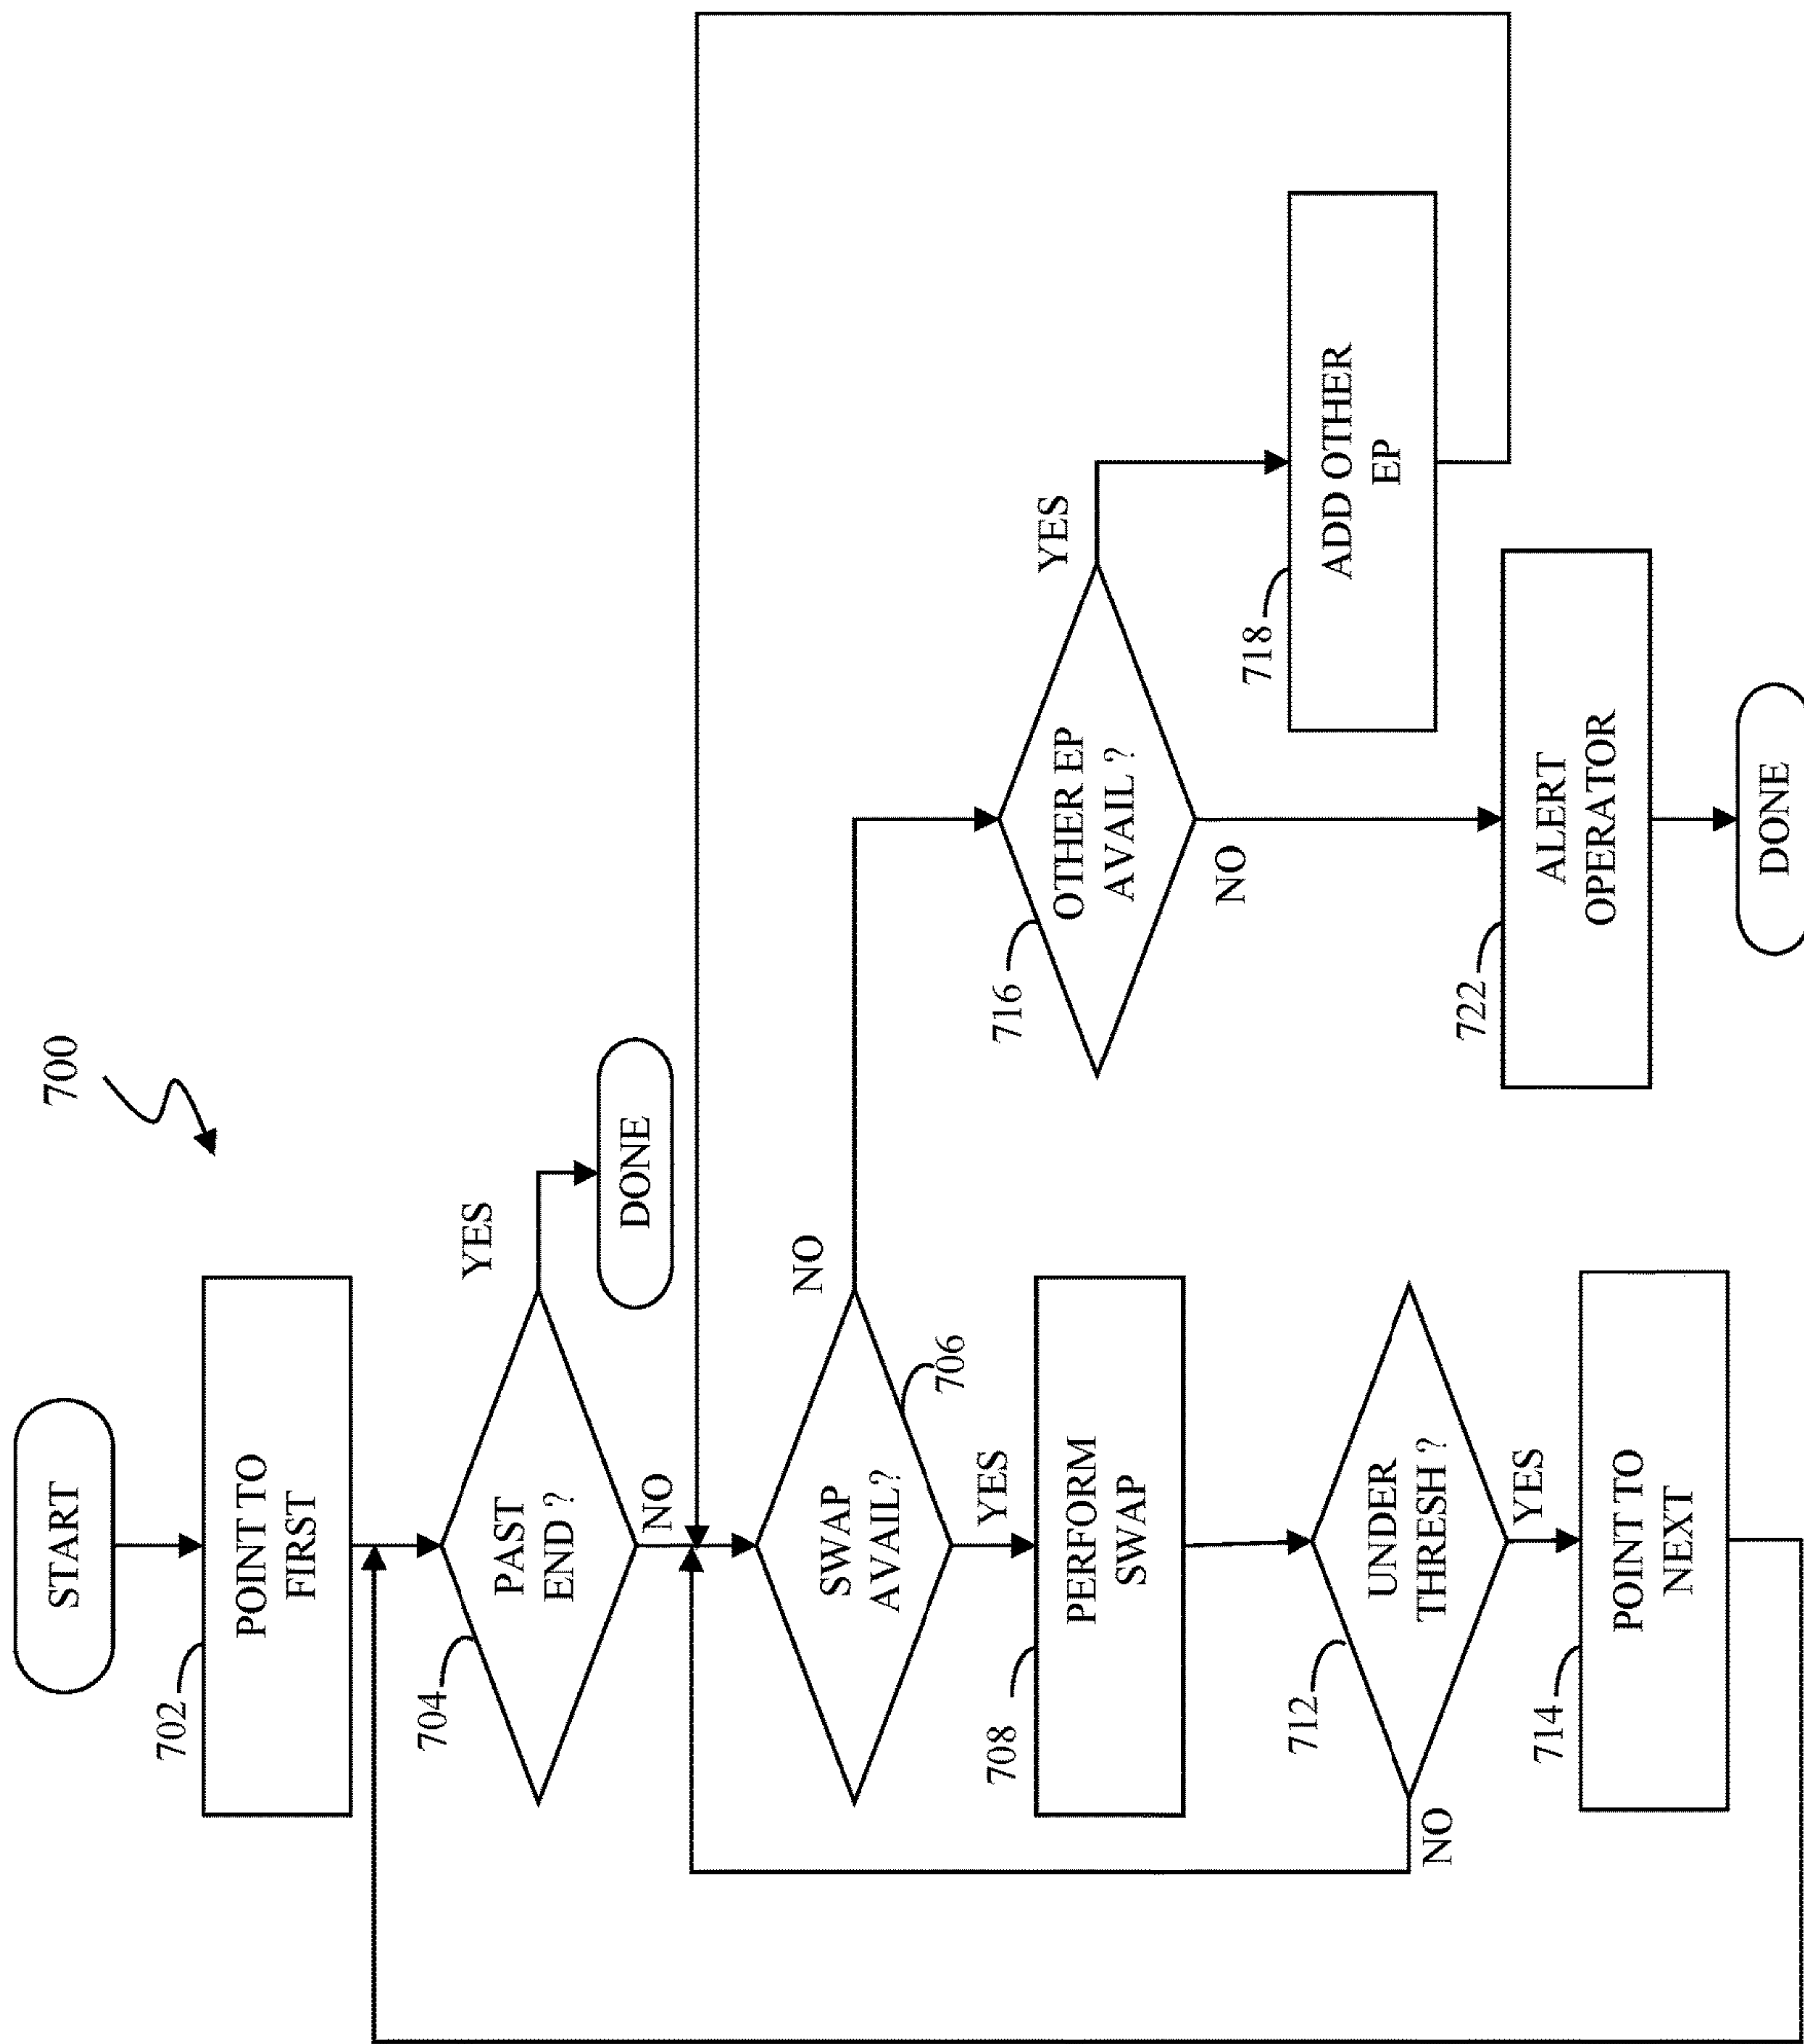 700
START
702
POINT TO
FIRST
704
PAST
END ?
YES
DONE
NO
SWAP
AVAIL?
706
NO
YES
708
PERFORM
SWAP
712
UNDER
THRESH ?
NO
YES
714
POINT TO
NEXT
716
OTHER EP
AVAIL ?
YES
718
ADD OTHER
EP
NO
722
ALERT
OPERATOR
DONE